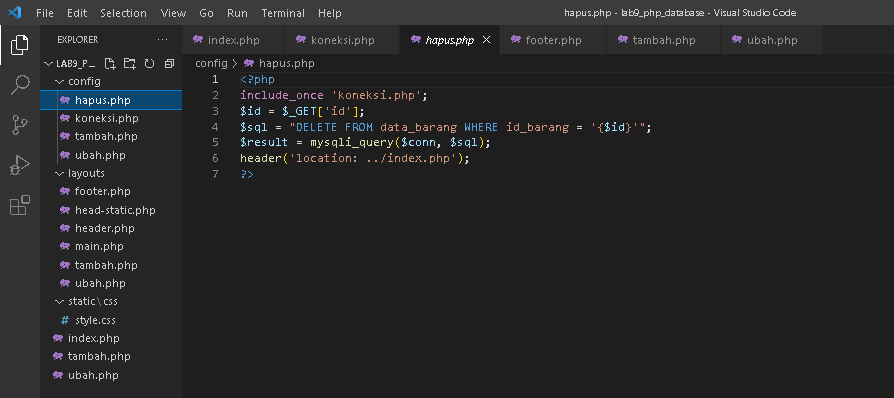 File Edit Selection View Go Run Terminal Help
hapus.php - lab9_php_database - Visual Studio Code
EXPLORER ...
LAB9_P...
config
hapus.php
koneksi.php
tambah.php
ubah.php
layouts
footer.php
head-static.php
header.php
main.php
tambah.php
ubah.php
static\css
# style.css
index.php
tambah.php
ubah.php
index.php koneksi.php hapus.php footer.php tambah.php ubah.php
config > hapus.php
1 <?php
2 include_once 'koneksi.php';
3 $id = $_GET['id'];
4 $sql = "DELETE FROM data_barang WHERE id_barang = '{$id}'";
5 $result = mysqli_query($conn, $sql);
6 header('location: ../index.php');
7 ?>